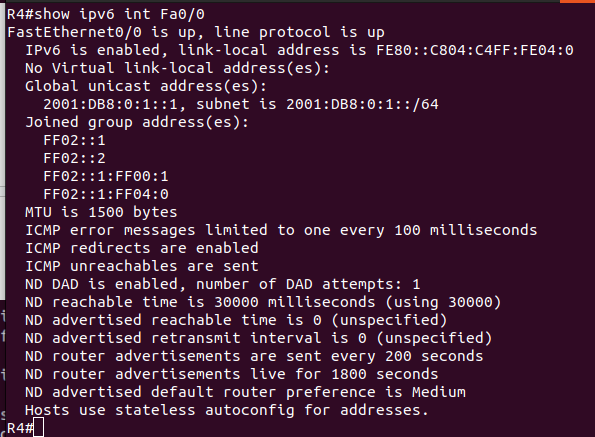 R4#show ipv6 int Fa0/0
FastEthernet0/0 is up, line protocol is up
IPv6 is enabled, link-local address is FE80::C804:C4FF:FE04:0
No Virtual link-local address(es):
Global unicast address(es):
2001:DB8:0:1::1, subnet is 2001:DB8:0:1::/64
Joined group address(es):
FF02::1
FF02::2
FF02::1:FF00:1
FF02::1:FF04:0
MTU is 1500 bytes
ICMP error messages limited to one every 100 milliseconds
ICMP redirects are enabled
ICMP unreachables are sent
ND DAD is enabled, number of DAD attempts: 1
ND reachable time is 30000 milliseconds (using 30000)
ND advertised reachable time is 0 (unspecified)
ND advertised retransmit interval is 0 (unspecified)
ND router advertisements are sent every 200 seconds
ND router advertisements live for 1800 seconds
ND advertised default router preference is Medium
Hosts use stateless autoconfig for addresses.
R4#